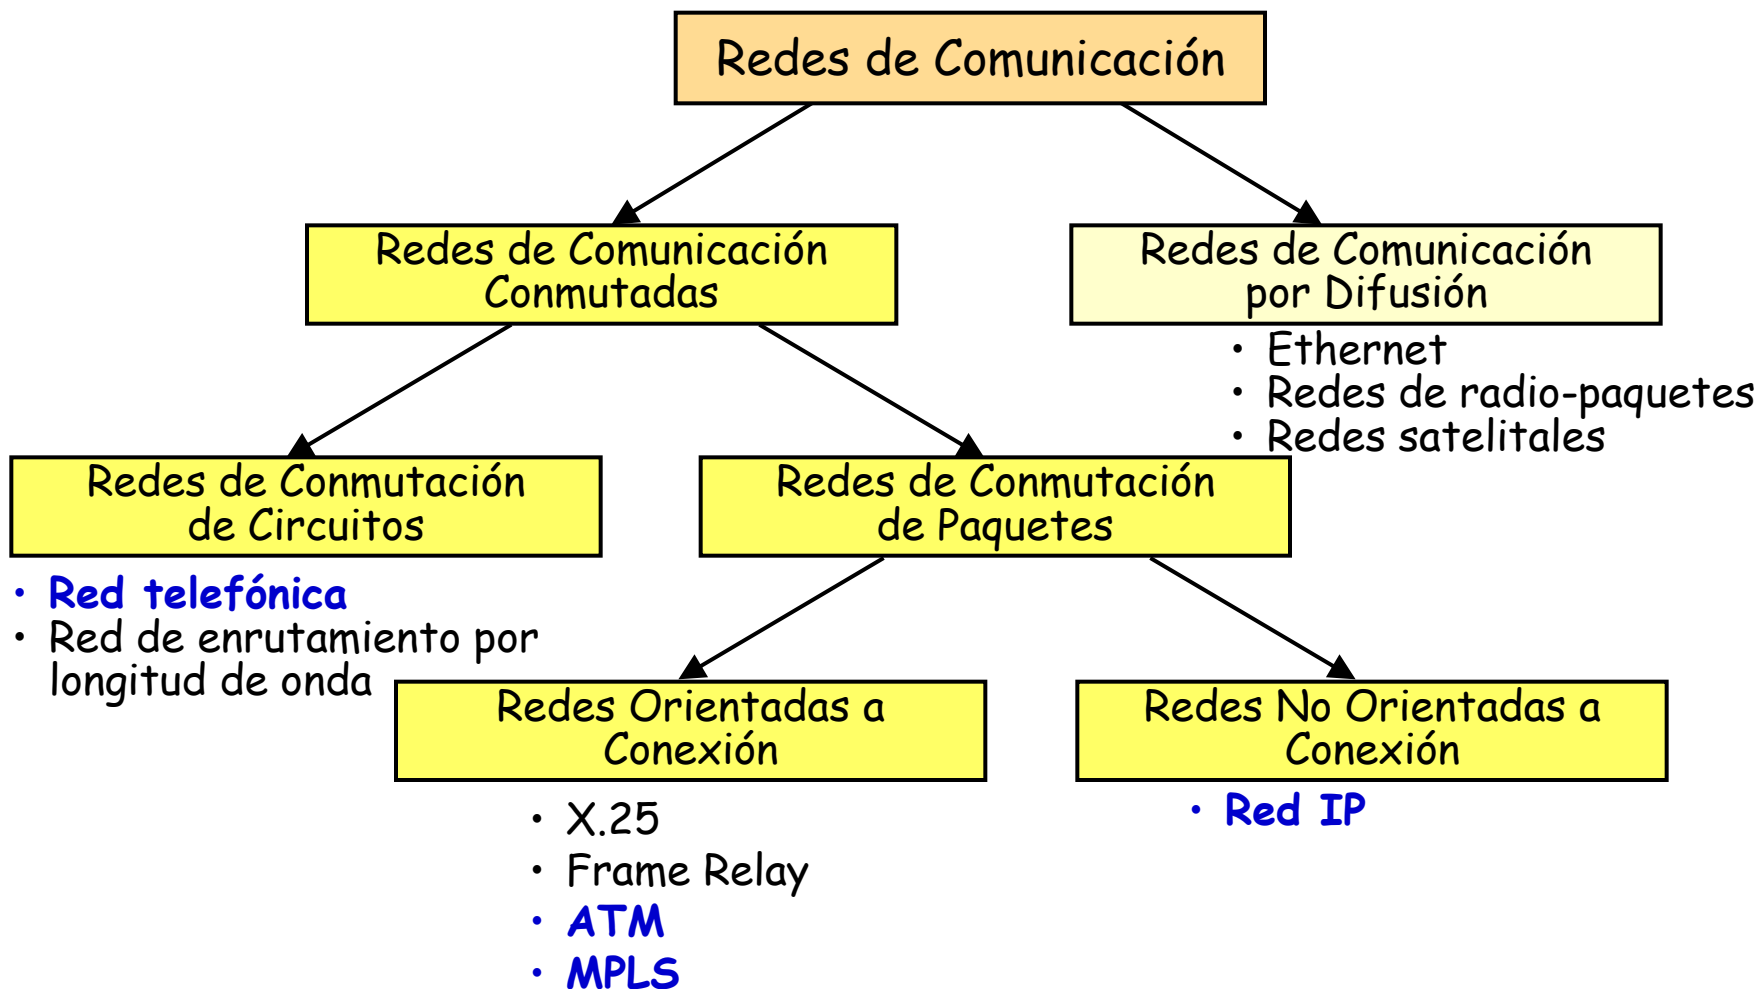 Redes de Comunicación
Redes de Comunicación
Conmutadas
Redes de Comunicación
por Difusión
• Ethernet
• Redes de radio-paquetes
• Redes satelitales
Redes de Conmutación
de Circuitos
Redes de Conmutación
de Paquetes
• Red telefónica
• Red de enrutamiento por
longitud de onda
Redes Orientadas a
Conexión
Redes No Orientadas a
Conexión
• X.25
• Frame Relay
• ATM
• MPLS
• Red IP